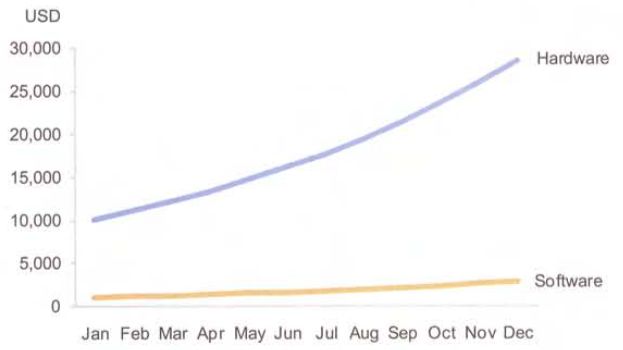 USD
30,000
Hardware
25,000
20,000
15,000
10,000
5,000
Software
0
Jan Feb Mar Apr May Jun Jul Aug Sep Oct Nov Dec